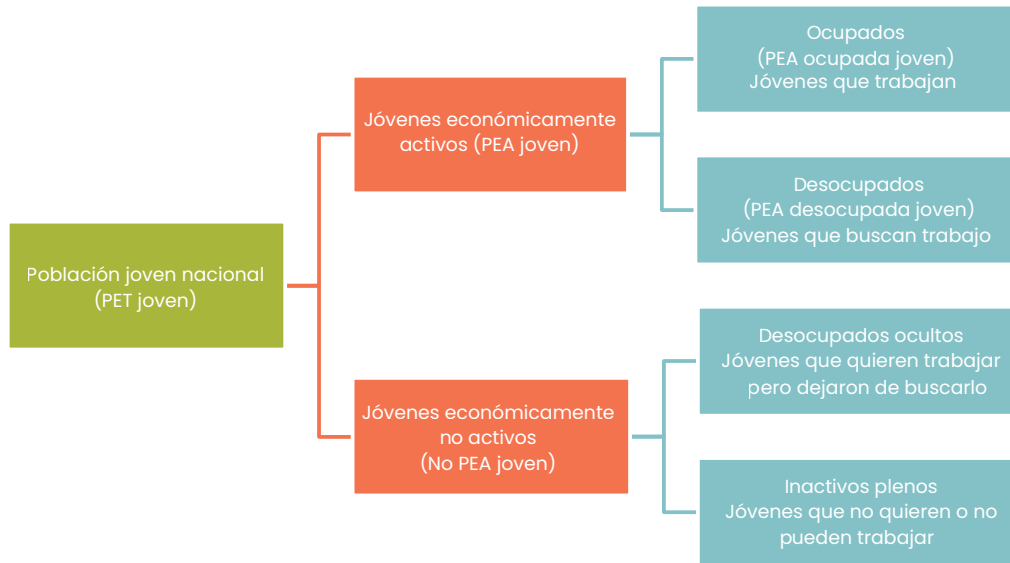 Población joven nacional
(PET joven)
Jóvenes económicamente
activos (PEA joven)
Ocupados
(PEA ocupada joven)
Jóvenes que trabajan
Desocupados
(PEA desocupada joven)
Jóvenes que buscan trabajo
Jóvenes económicamente
no activos
(No PEA joven)
Desocupados ocultos
Jóvenes que quieren trabajar
pero dejaron de buscarlo
Inactivos plenos
Jóvenes que no quieren o no
pueden trabajar